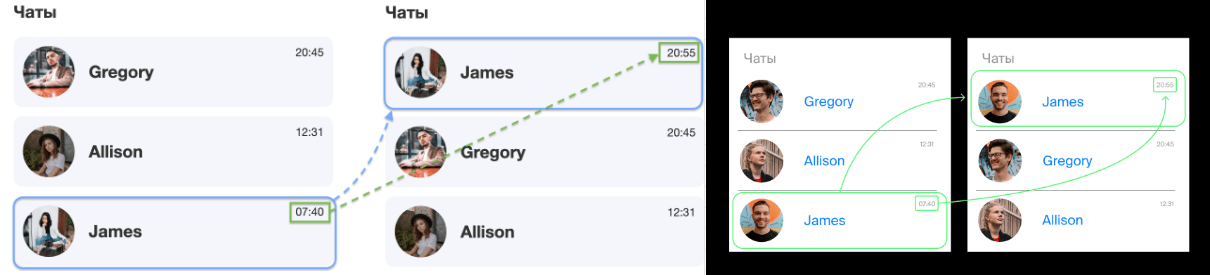 Чаты
20:45
Gregory
12:31
Allison
07:40
James
Чаты
20:55
James
20:45
Gregory
12:31
Allison
Чаты
20:45
Gregory
12:31
Allison
07:40
James
Чаты
20:55
James
20:45
Gregory
12:31
Allison